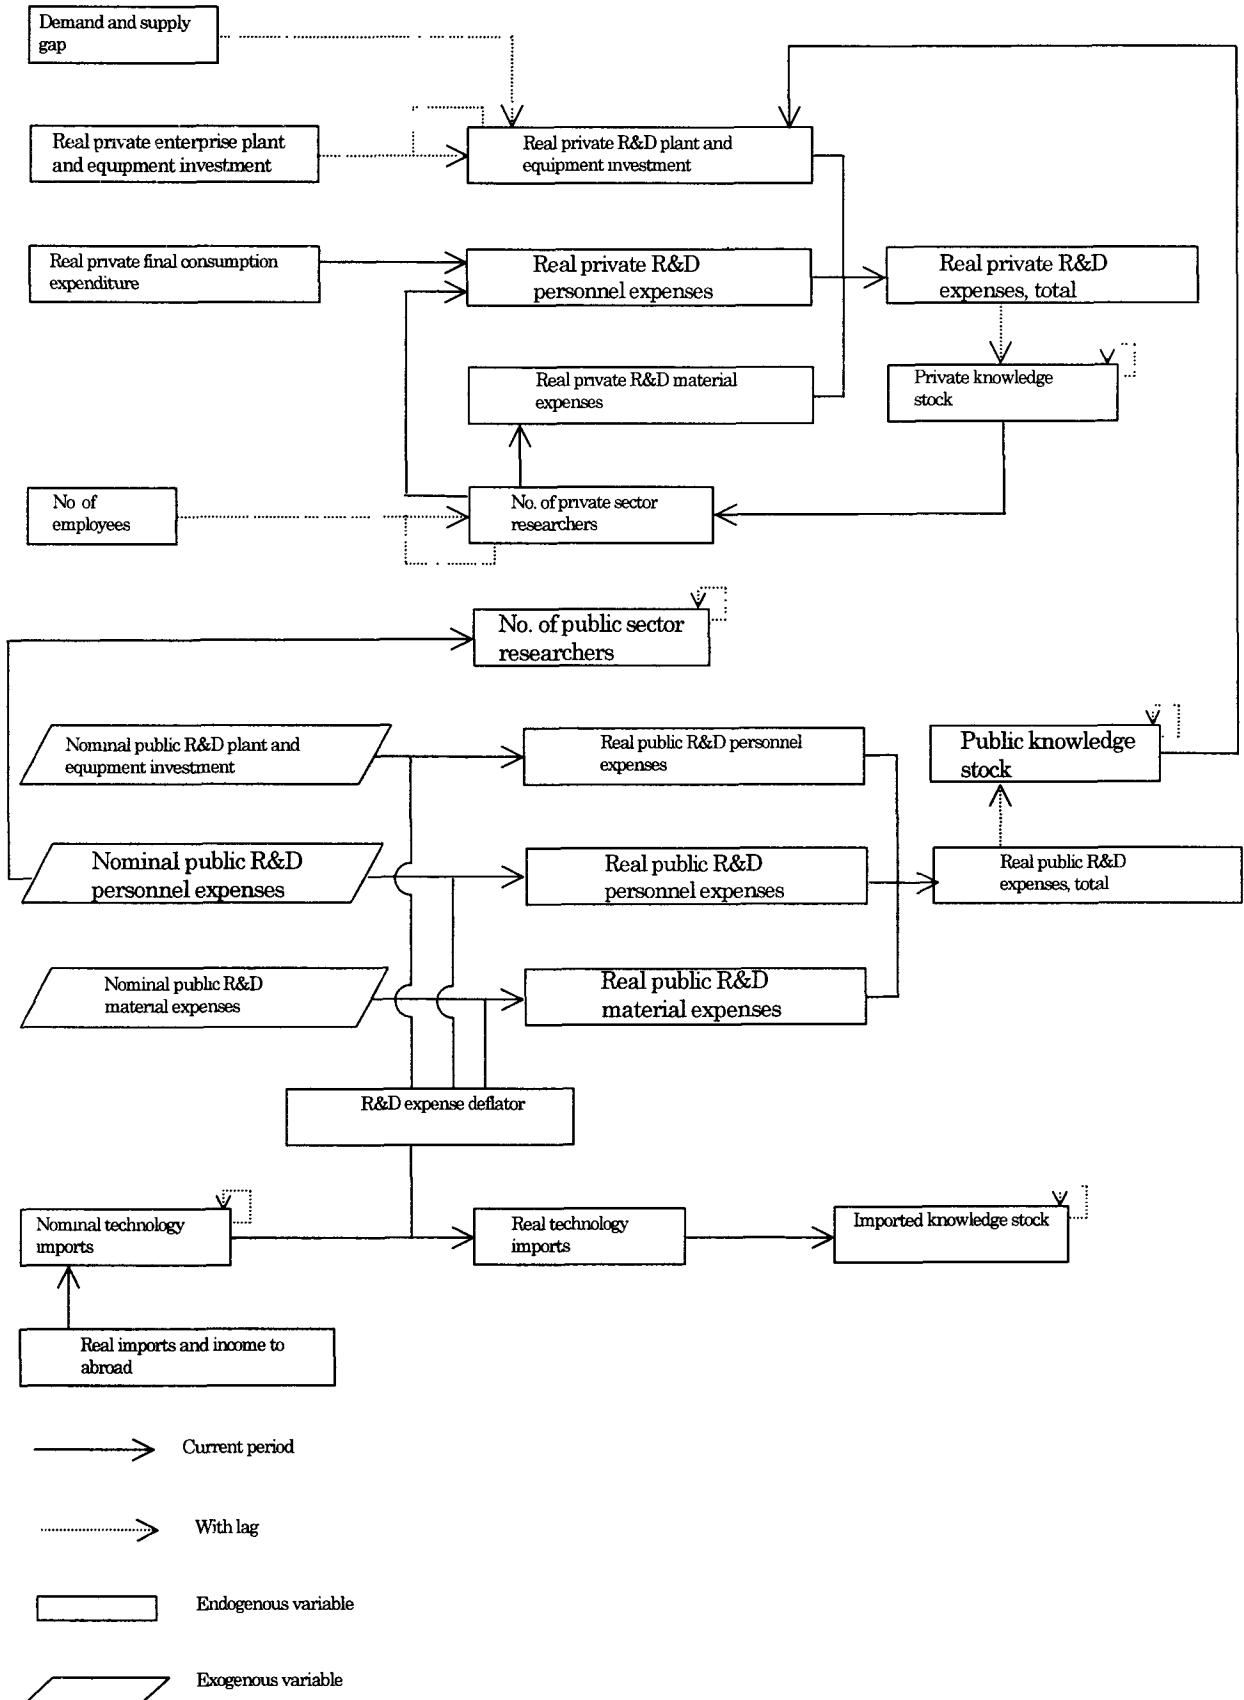 Demand and supply
gap
Real private enterprise plant
and equipment investment
Real private R&D plant and
equipment investment
Real private final consumption
expenditure
Real private R&D
personnel expenses
Real private R&D
expenses, total
Real private R&D material
expenses
Private knowledge
stock
No of
employees
No. of private sector
researchers
No. of public sector
researchers
Nominal public R&D plant and
equipment investment
Real public R&D personnel
expenses
Public knowledge
stock
Nominal public R&D
personnel expenses
Real public R&D
personnel expenses
Real public R&D
expenses, total
Nominal public R&D
material expenses
Real public R&D
material expenses
R&D expense deflator
Nominal technology
imports
Real technology
imports
Imported knowledge stock
Real imports and income to
abroad
Current period
With lag
Endogenous variable
Exogenous variable